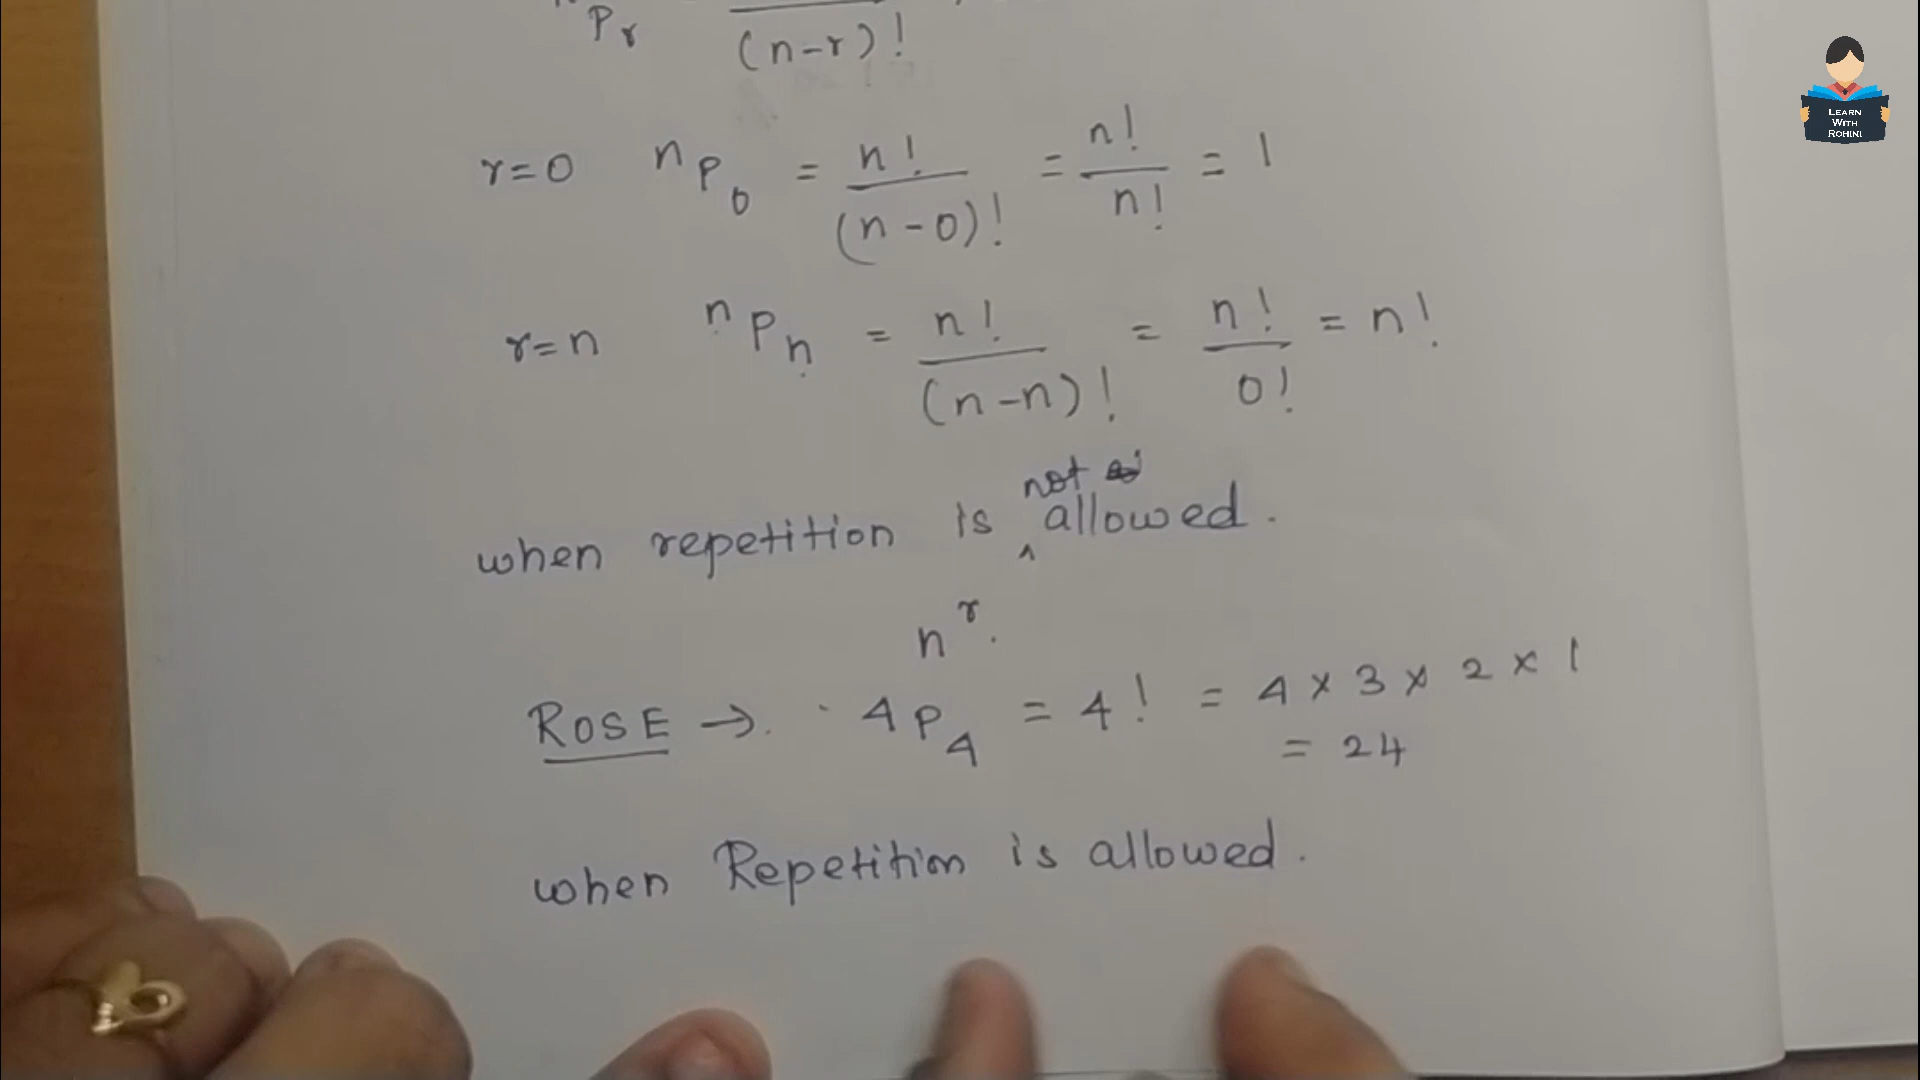 nPr (n-r)!
LEARN
WITH
ROHINI
r=0 nP0 = n!/(n-0)! = n!/n! = 1
r=n nPn = n!/(n-n)! = n!/0! = n!
not
when repetition is ^ allowed.
n^r.
ROSE →. 4P4 = 4! = 4 × 3 × 2 × 1
= 24
when Repetition is allowed.